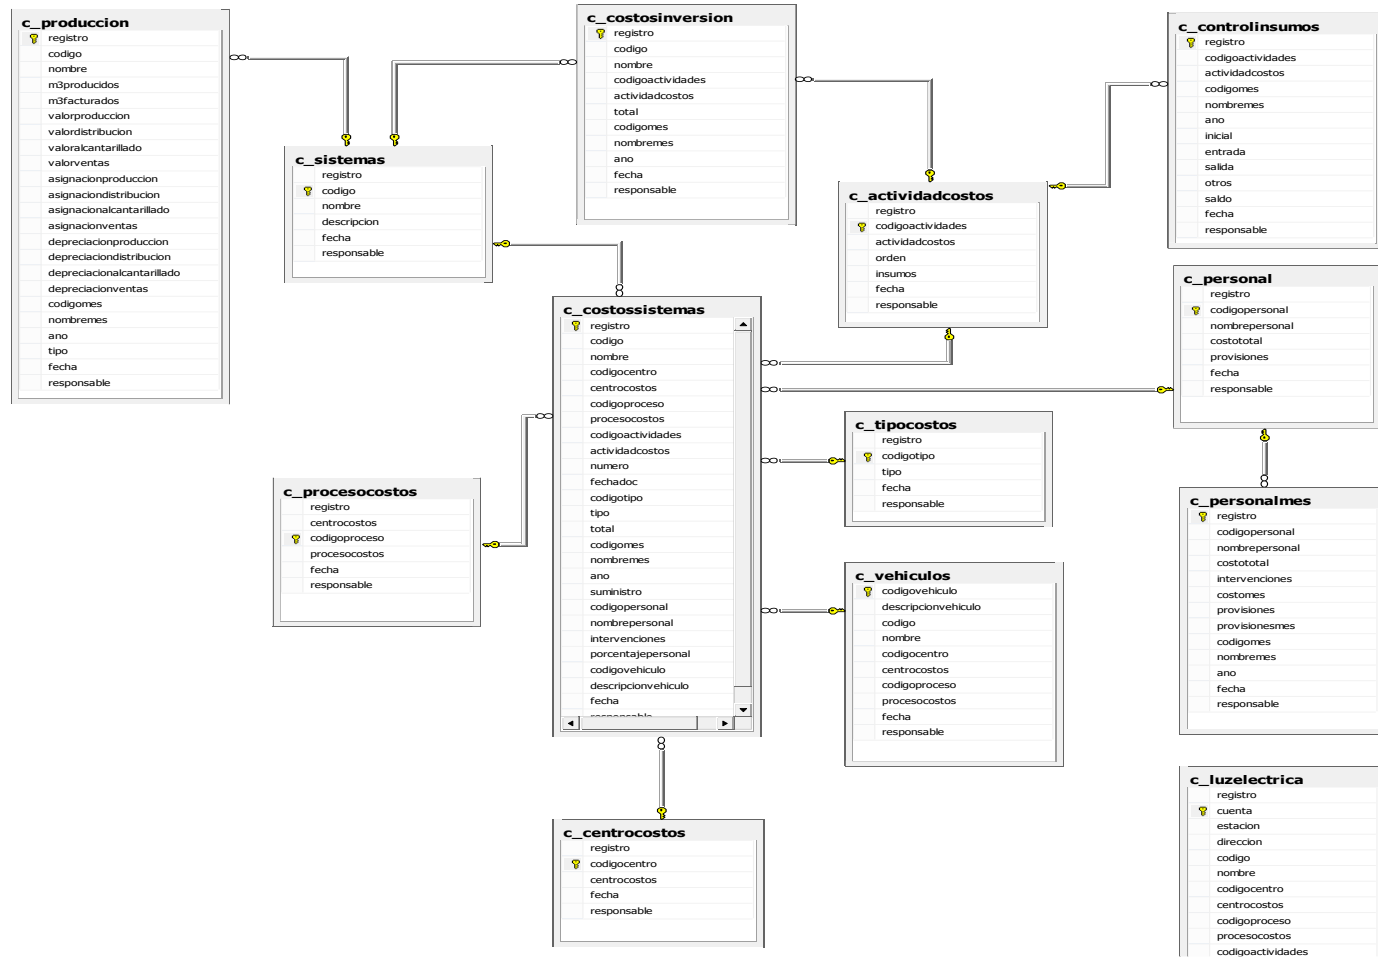 c_produccion
registro
codigo
nombre
m3producidos
m3facturados
valorproduccion
valordistribucion
valoralcantarillado
valorventas
asignacionproduccion
asignaciondistribucion
asignacionalcantarillado
asignacionventas
depreciacionproduccion
depreciaciondistribucion
depreciacionalcantarillado
depreciacionventas
codigomes
nombremes
ano
tipo
fecha
responsable
c_sistemas
registro
codigo
nombre
descripcion
fecha
responsable
c_costosinversion
registro
codigo
nombre
codigoactividades
actividadcostos
total
codigomes
nombremes
ano
fecha
responsable
c_actividadcostos
registro
codigoactividades
actividadcostos
orden
insumos
fecha
responsable
c_controlinsumos
registro
codigoactividades
actividadcostos
codigomes
nombremes
ano
inicial
entrada
salida
otros
saldo
fecha
responsable
c_personal
registro
codigopersonal
nombrepersonal
costototal
provisiones
fecha
responsable
c_costossistemas
registro
codigo
nombre
codigocentro
centrocostos
codigoproceso
procesocostos
codigoactividades
actividadcostos
numero
fechadoc
codigotipo
tipo
total
codigomes
nombremes
ano
suministro
codigopersonal
nombrepersonal
intervenciones
porcentajepersonal
codigovehiculo
descripcionvehiculo
fecha
responsable
c_tipocostos
registro
codigotipo
tipo
fecha
responsable
c_procesocostos
registro
centrocostos
codigoproceso
procesocostos
fecha
responsable
c_vehiculos
codigovehiculo
descripcionvehiculo
codigo
nombre
codigocentro
centrocostos
codigoproceso
procesocostos
fecha
responsable
c_personalmes
registro
codigopersonal
nombrepersonal
costototal
intervenciones
costomes
provisiones
provisionesmes
codigomes
nombremes
ano
fecha
responsable
c_centrocostos
registro
codigocentro
centrocostos
fecha
responsable
c_luzelectrica
registro
cuenta
estacion
direccion
codigo
nombre
codigocentro
centrocostos
codigoproceso
procesocostos
codigoactividades